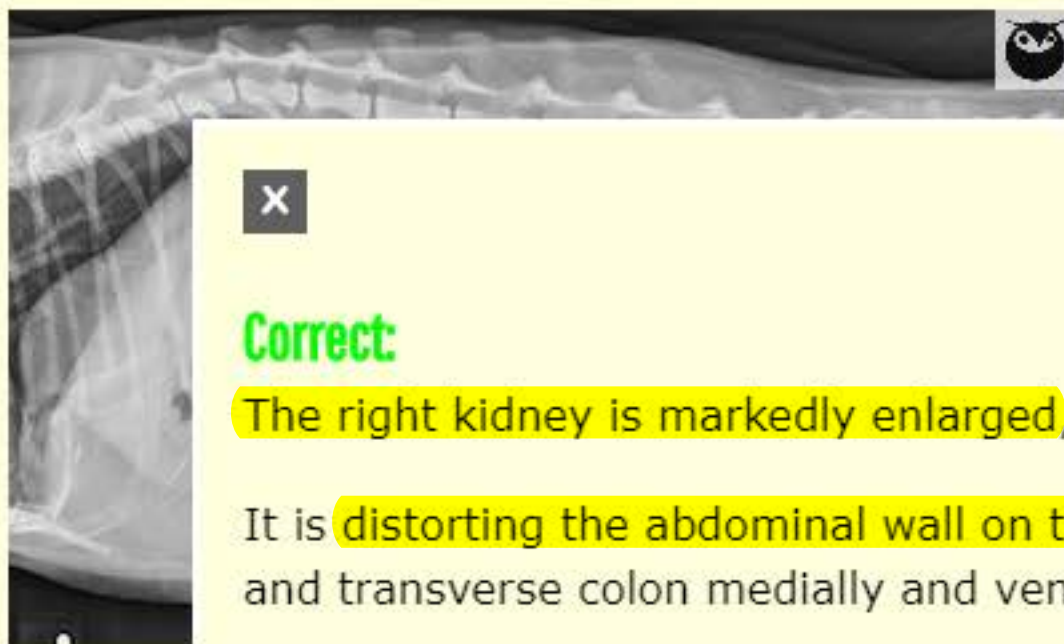 x
Correct:
The right kidney is markedly enlarged,
It is distorting the abdominal wall on t
and transverse colon medially and ven